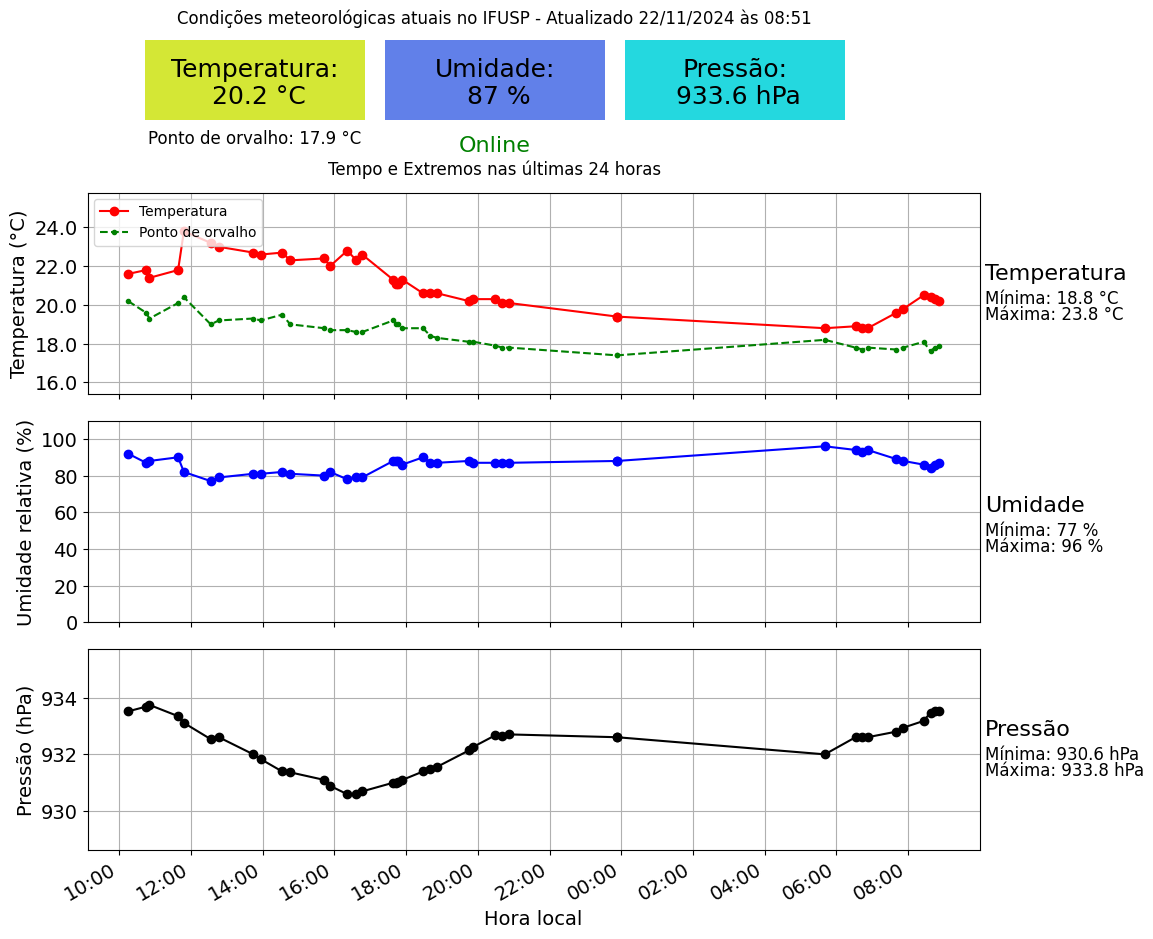 Condições meteorológicas atuais no IFUSP - Atualizado 22/11/2024 às 08:51
Temperatura:
20.2 °C
Umidade:
87 %
Pressão:
933.6 hPa
Ponto de orvalho: 17.9 °C
Online
Tempo e Extremos nas últimas 24 horas
Temperatura (°C)
24.0
22.0
20.0
18.0
16.0
Temperatura
Ponto de orvalho
Temperatura
Mínima: 18.8 °C
Máxima: 23.8 °C
Umidade relativa (%)
100
80
60
40
20
0
Umidade
Mínima: 77 %
Máxima: 96 %
Pressão (hPa)
934
932
930
Pressão
Mínima: 930.6 hPa
Máxima: 933.8 hPa
10:00 12:00 14:00 16:00 18:00 20:00 22:00 00:00 02:00 04:00 06:00 08:00
Hora local